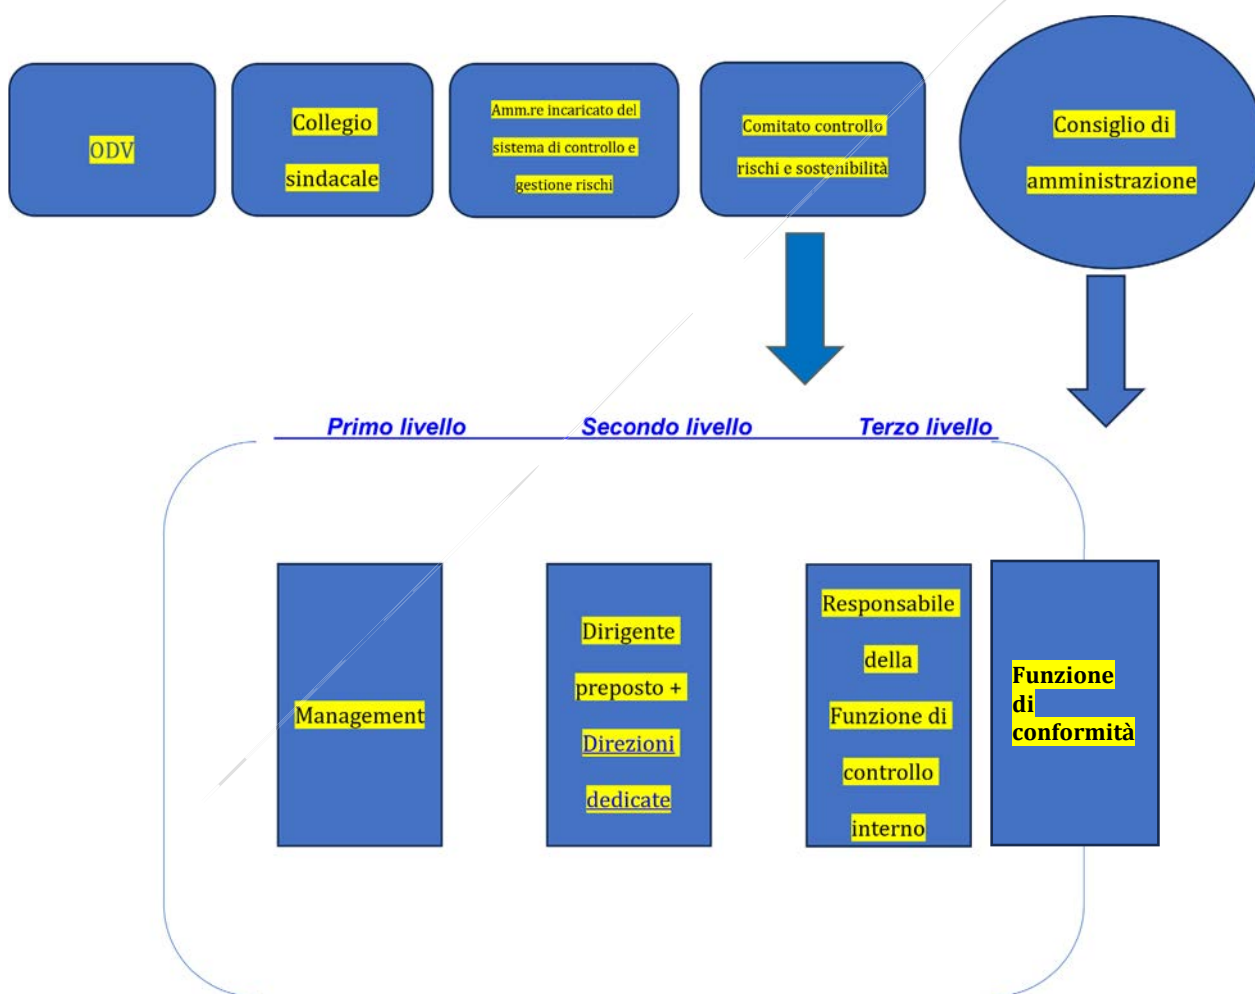 ODV
Collegio
sindacale
Amm.re incaricato del
sistema di controllo e
gestione rischi
Comitato controllo
rischi e sostenibilità
Consiglio di
amministrazione
Primo livello
Secondo livello
Terzo livello
Management
Dirigente
preposto +
Direzioni
dedicate
Responsabile
della
Funzione di
controllo
interno
Funzione
di
conformità